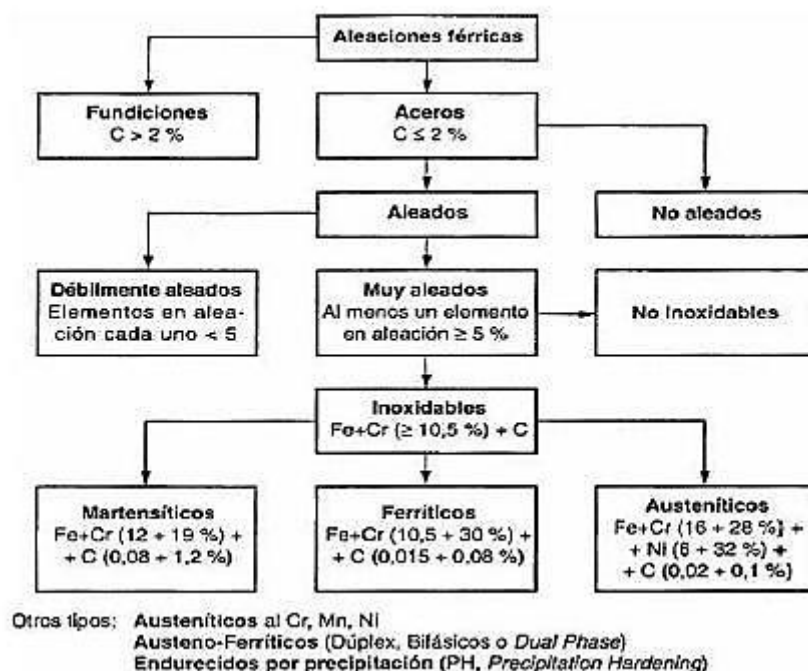 Aleaciones férricas
Fundiciones
C > 2 %
Aceros
C ≤ 2 %
Aleados
No aleados
Débilmente aleados
Elementos en alea-
ción cada uno < 5
Muy aleados
Al menos un elemento
en aleación ≥ 5 %
No Inoxidables
Inoxidables
Fe+Cr (≥ 10,5 %) + C
Martensíticos
Fe+Cr (12 ÷ 19 %) +
+ C (0,08 ÷ 1,2 %)
Ferríticos
Fe+Cr (10,5 ÷ 30 %) +
+ C (0,015 ÷ 0,08 %)
Austeníticos
Fe+Cr (16 ÷ 28 %) +
+ Ni (6 ÷ 32 %) +
+ C (0,02 ÷ 0,1 %)
Otros tipos: Austeníticos al Cr, Mn, Ni
Austeno-Ferríticos (Dúplex, Bifásicos o Dual Phase)
Endurecidos por precipitación (PH, Precipitation Hardening)